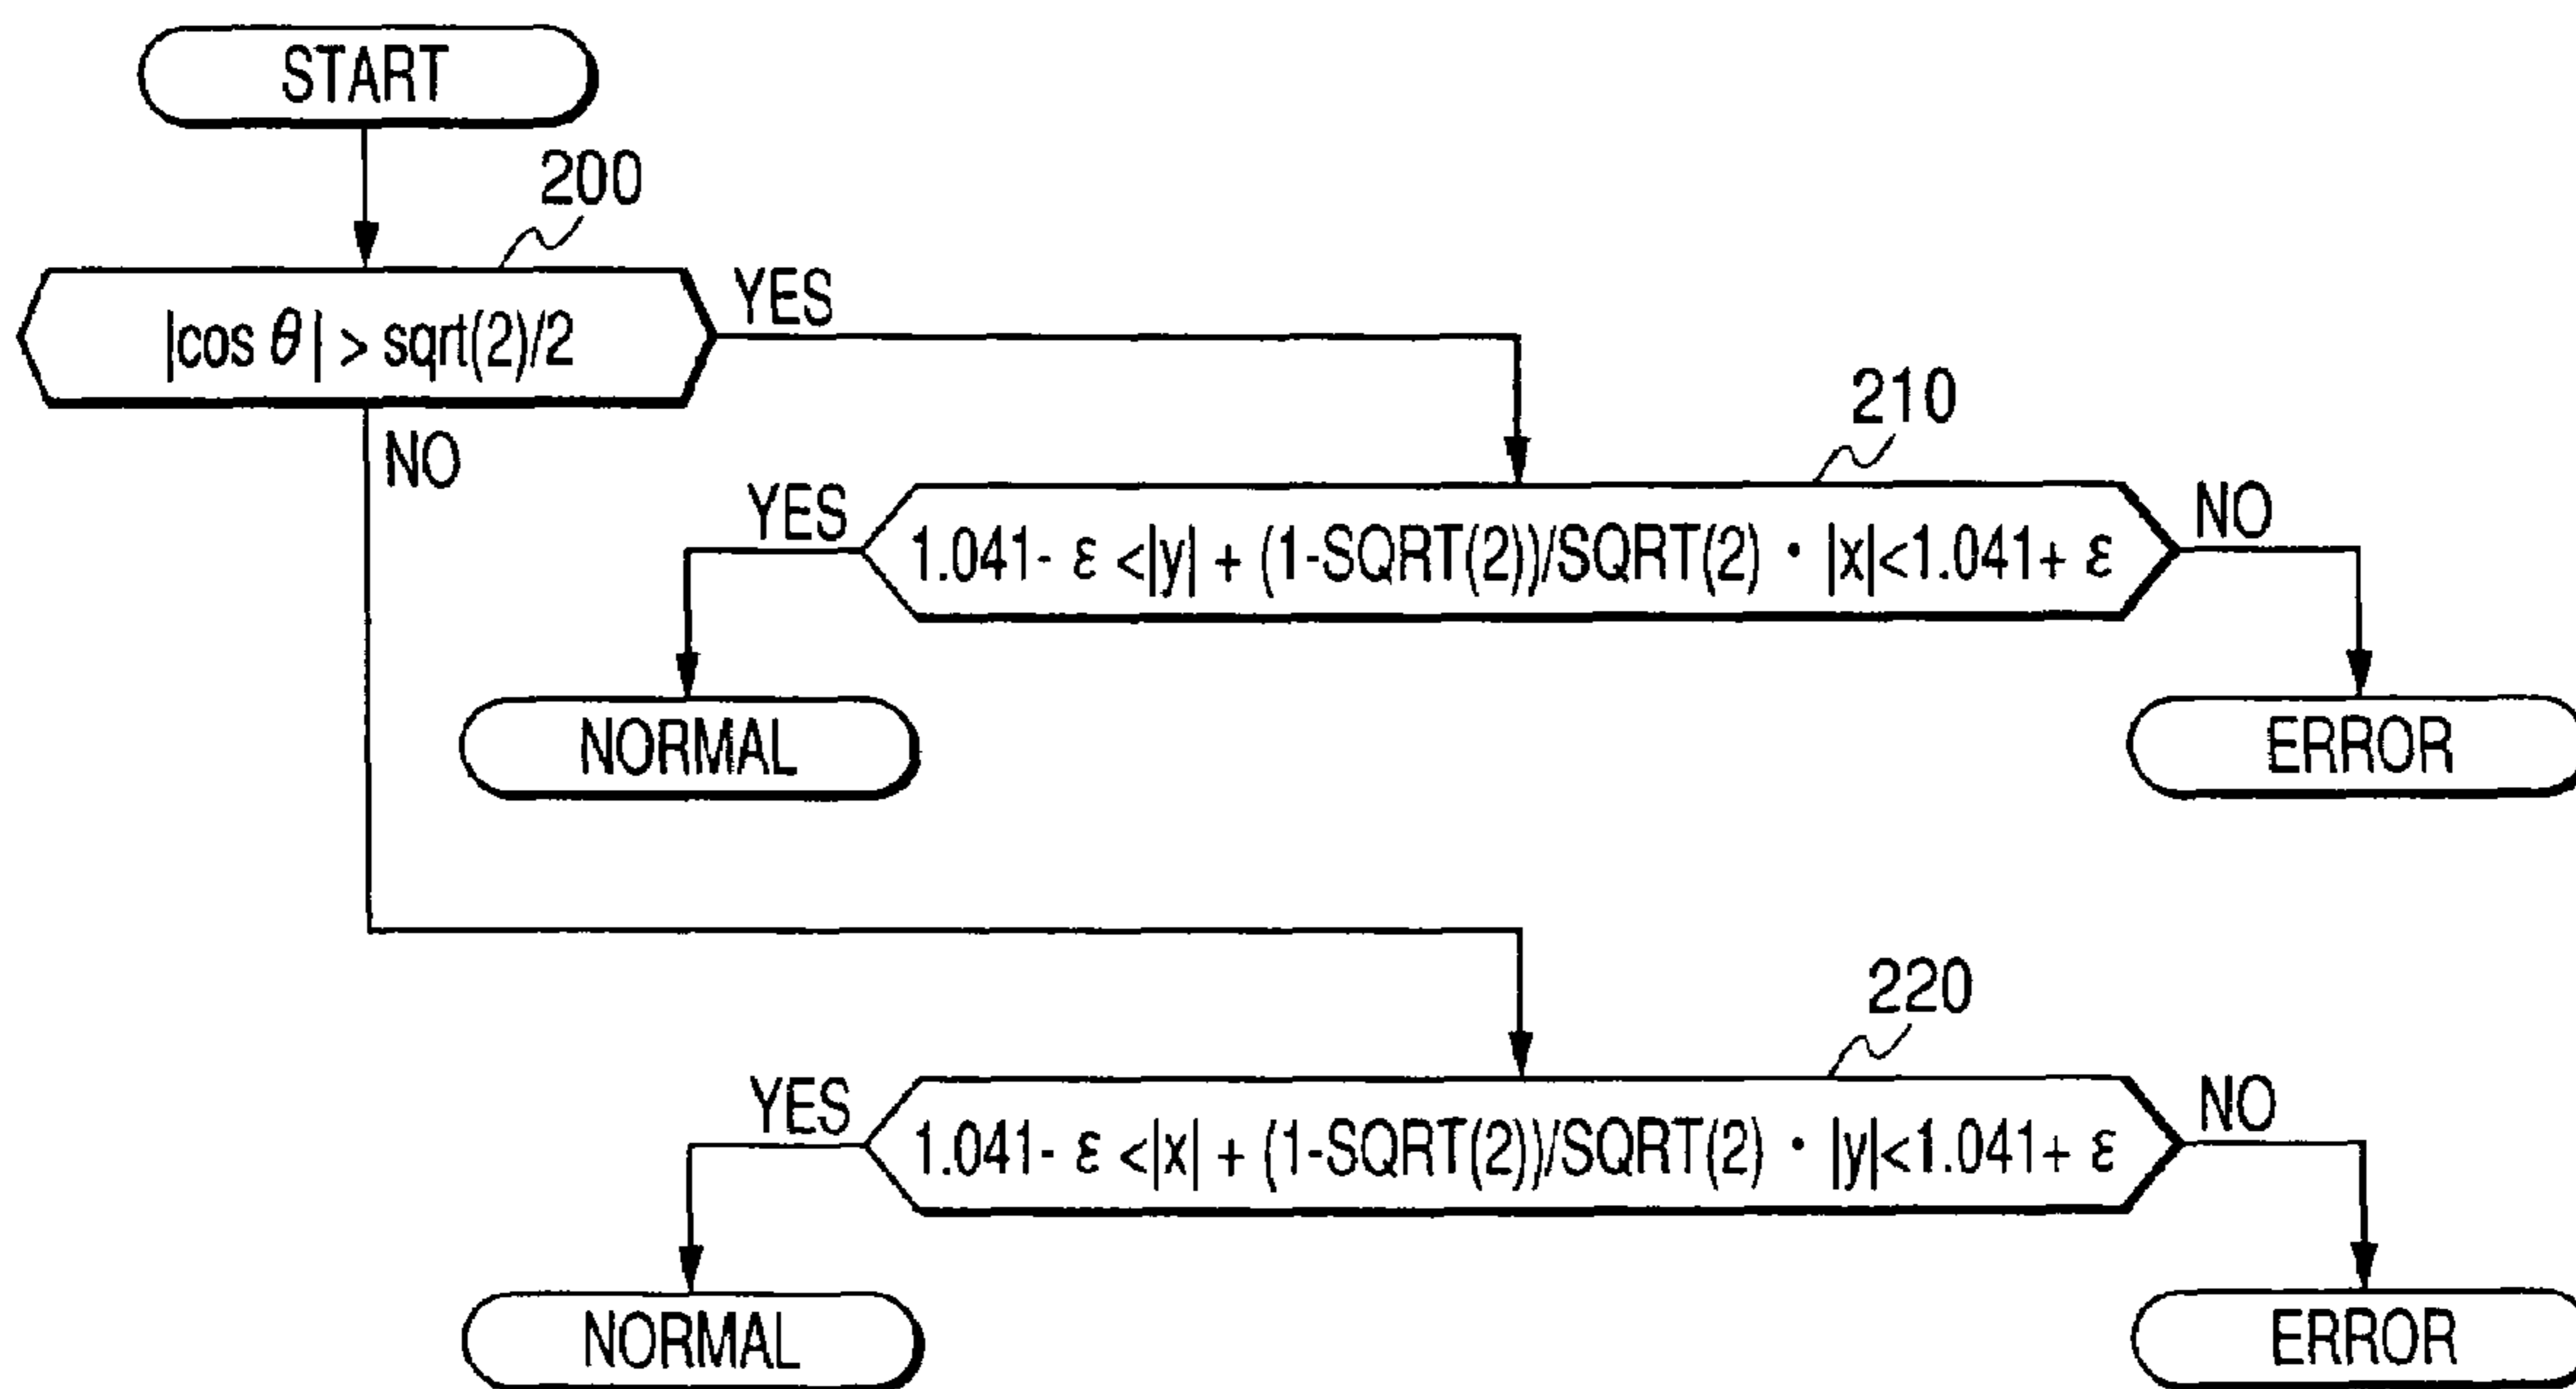 START
200
|cos θ| > sqrt(2)/2
YES
NO
210
YES
1.041- ε <|y| + (1-SQRT(2))/SQRT(2) · |x|<1.041+ ε
NO
NORMAL
ERROR
220
YES
1.041- ε <|x| + (1-SQRT(2))/SQRT(2) · |y|<1.041+ ε
NO
NORMAL
ERROR